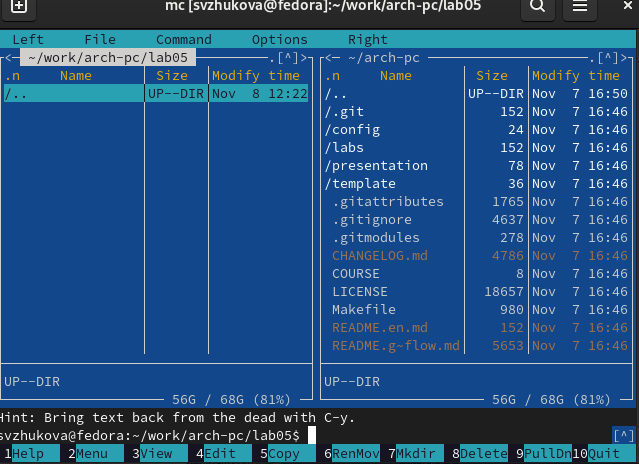 mc [svzhukova@fedora]:~/work/arch-pc/lab05
Left File Command Options Right
<─ ~/work/arch-pc/lab05 ─.[^]>
.n Name Size Modify time
/.. UP--DIR Nov 8 12:22
UP--DIR
56G / 68G (81%)
<─ ~/arch-pc ─.[^]>
.n Name Size Modify time
/.. UP--DIR Nov 7 16:50
/.git 152 Nov 7 16:46
/config 24 Nov 7 16:46
/labs 152 Nov 7 16:46
/presentation 78 Nov 7 16:46
/template 36 Nov 7 16:46
.gitattributes 1765 Nov 7 16:46
.gitignore 4637 Nov 7 16:46
.gitmodules 278 Nov 7 16:46
CHANGELOG.md 4786 Nov 7 16:46
COURSE 8 Nov 7 16:46
LICENSE 18657 Nov 7 16:46
Makefile 980 Nov 7 16:46
README.en.md 152 Nov 7 16:46
README.g~flow.md 5653 Nov 7 16:46
UP--DIR
56G / 68G (81%)
Hint: Bring text back from the dead with C-y.
svzhukova@fedora:~/work/arch-pc/lab05$ [^]
1Help 2Menu 3View 4Edit 5Copy 6RenMov 7Mkdir 8Delete 9PullDn 10Quit